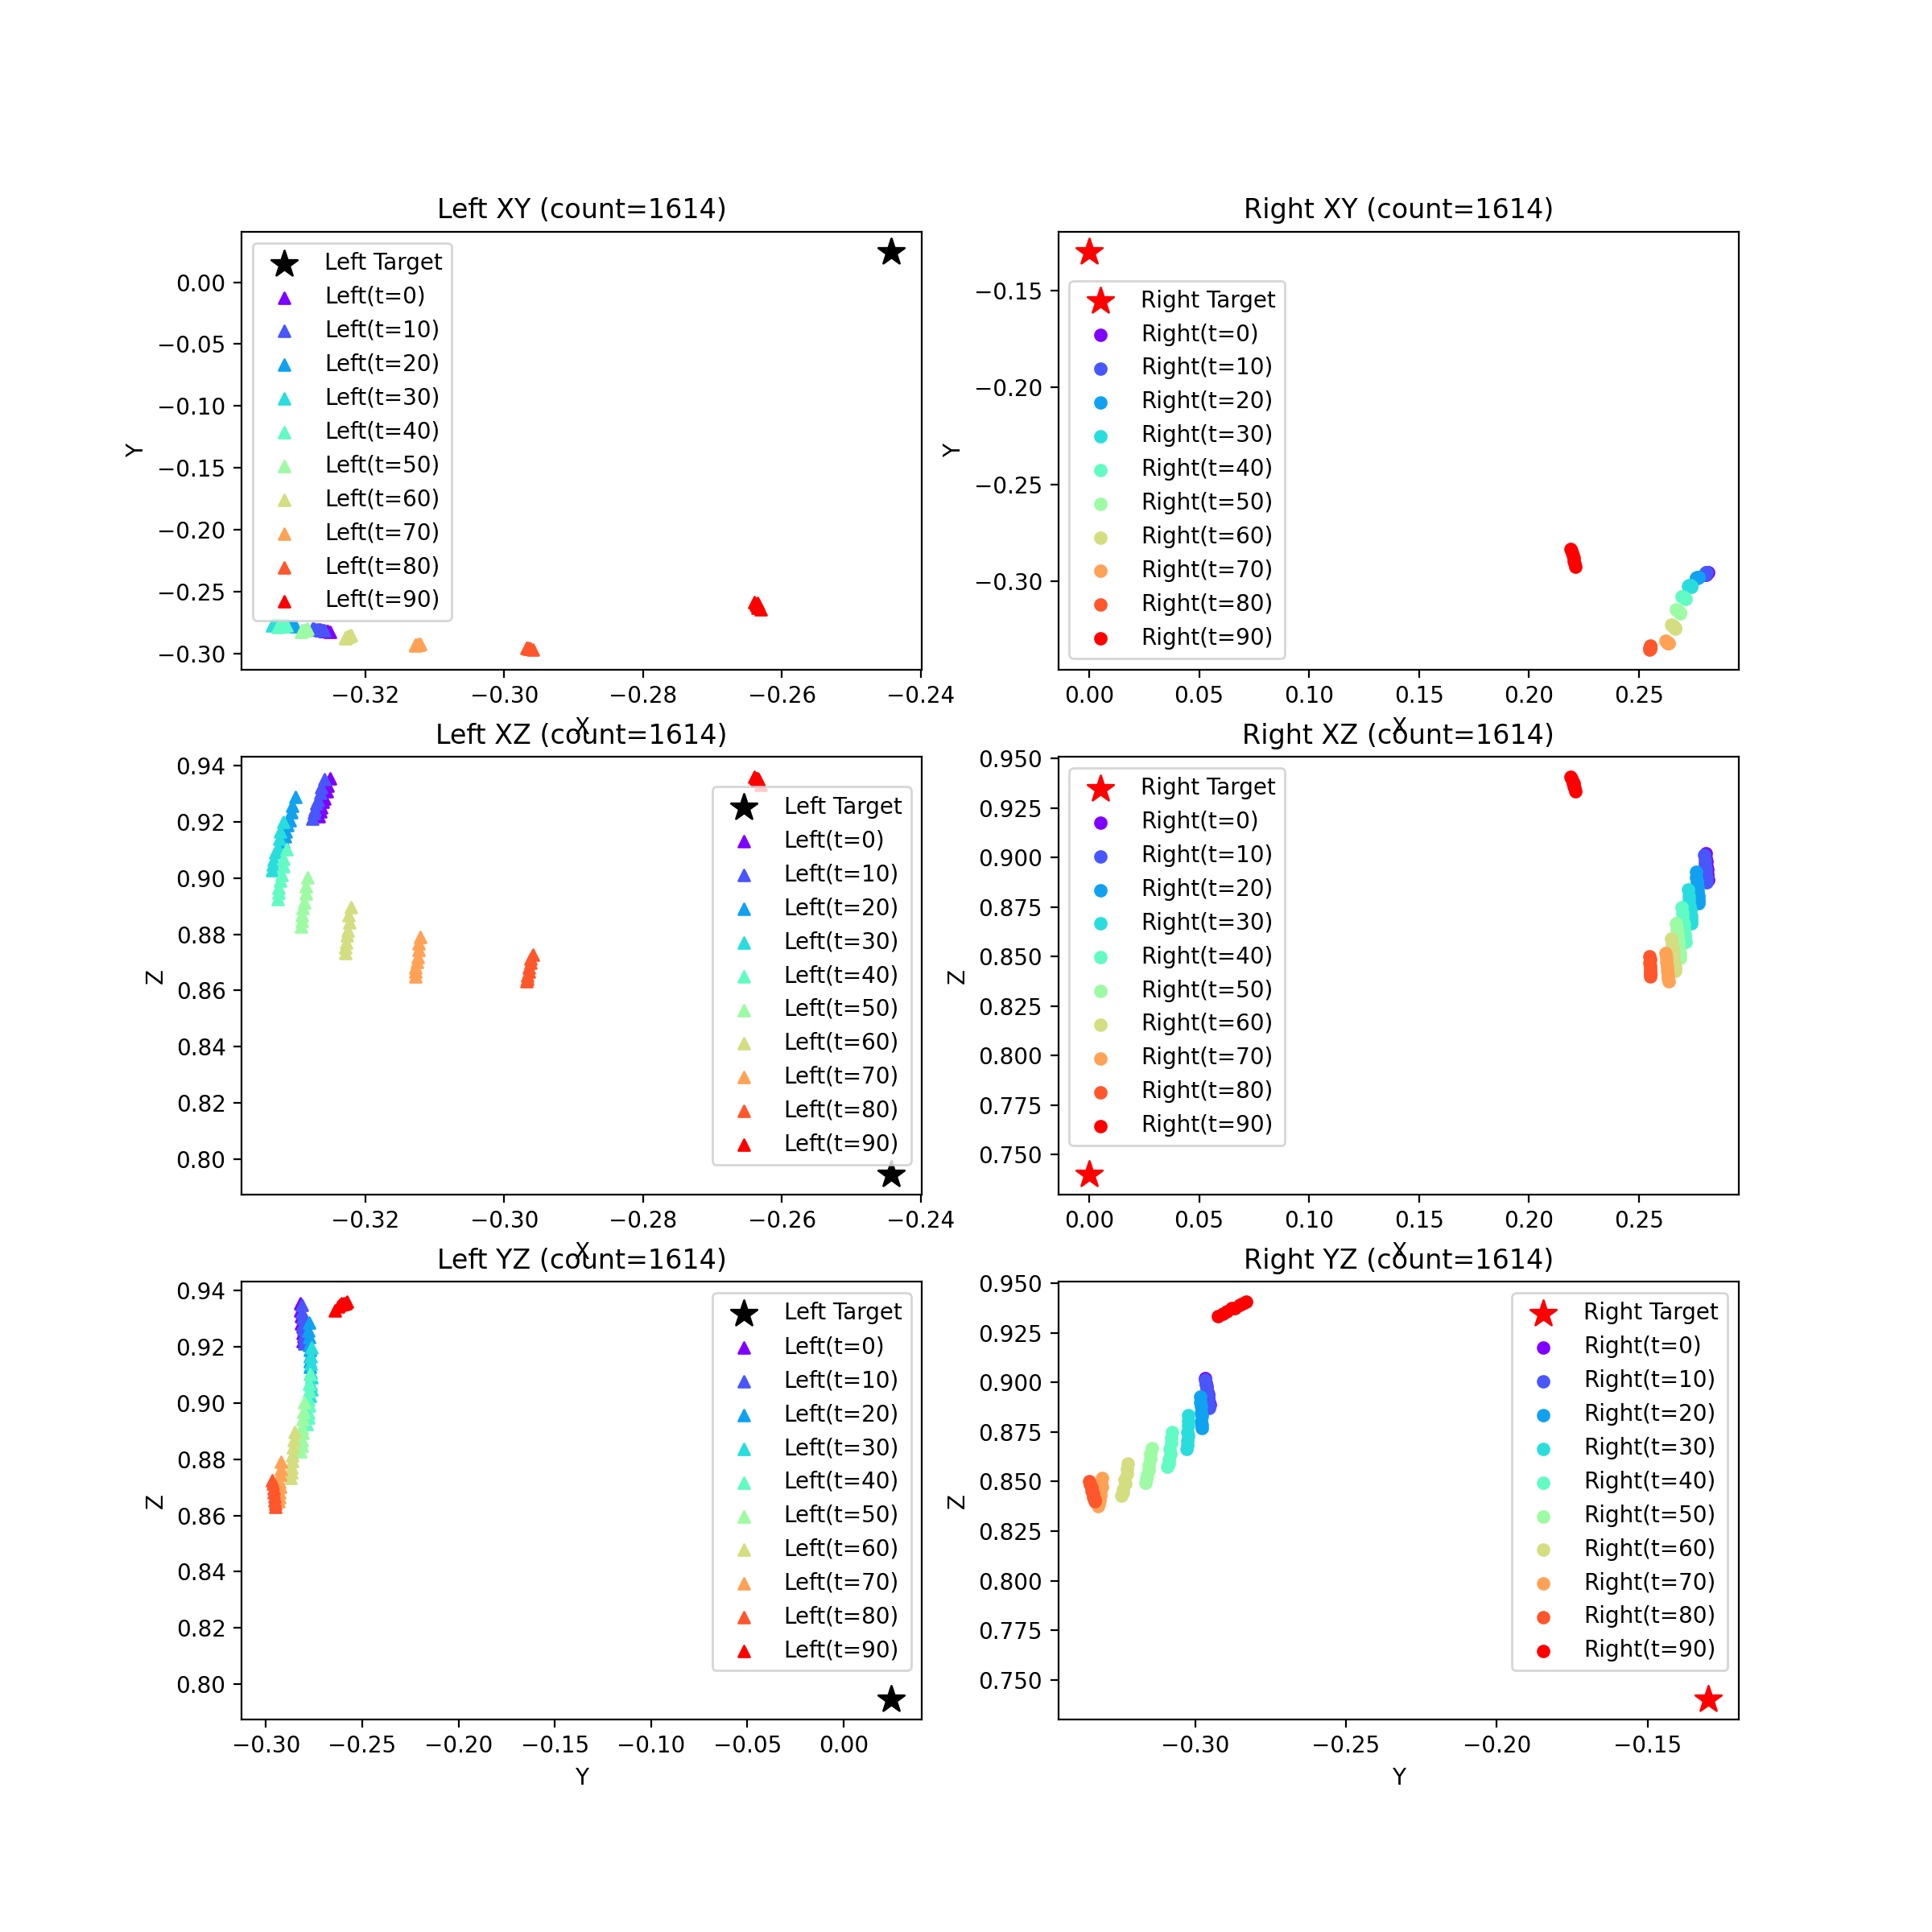 Left XY (count=1614)
Y
0.00
−0.05
−0.10
−0.15
−0.20
−0.25
−0.30
Left Target
Left(t=0)
Left(t=10)
Left(t=20)
Left(t=30)
Left(t=40)
Left(t=50)
Left(t=60)
Left(t=70)
Left(t=80)
Left(t=90)
−0.32 −0.30 −0.28 −0.26 −0.24
X
Right XY (count=1614)
Y
−0.15
−0.20
−0.25
−0.30
Right Target
Right(t=0)
Right(t=10)
Right(t=20)
Right(t=30)
Right(t=40)
Right(t=50)
Right(t=60)
Right(t=70)
Right(t=80)
Right(t=90)
0.00 0.05 0.10 0.15 0.20 0.25
X
Left XZ (count=1614)
Z
0.94
0.92
0.90
0.88
0.86
0.84
0.82
0.80
Left Target
Left(t=0)
Left(t=10)
Left(t=20)
Left(t=30)
Left(t=40)
Left(t=50)
Left(t=60)
Left(t=70)
Left(t=80)
Left(t=90)
−0.32 −0.30 −0.28 −0.26 −0.24
X
Right XZ (count=1614)
Z
0.950
0.925
0.900
0.875
0.850
0.825
0.800
0.775
0.750
Right Target
Right(t=0)
Right(t=10)
Right(t=20)
Right(t=30)
Right(t=40)
Right(t=50)
Right(t=60)
Right(t=70)
Right(t=80)
Right(t=90)
0.00 0.05 0.10 0.15 0.20 0.25
X
Left YZ (count=1614)
Z
0.94
0.92
0.90
0.88
0.86
0.84
0.82
0.80
Left Target
Left(t=0)
Left(t=10)
Left(t=20)
Left(t=30)
Left(t=40)
Left(t=50)
Left(t=60)
Left(t=70)
Left(t=80)
Left(t=90)
−0.30 −0.25 −0.20 −0.15 −0.10 −0.05 0.00
Y
Right YZ (count=1614)
Z
0.950
0.925
0.900
0.875
0.850
0.825
0.800
0.775
0.750
Right Target
Right(t=0)
Right(t=10)
Right(t=20)
Right(t=30)
Right(t=40)
Right(t=50)
Right(t=60)
Right(t=70)
Right(t=80)
Right(t=90)
−0.30 −0.25 −0.20 −0.15
Y